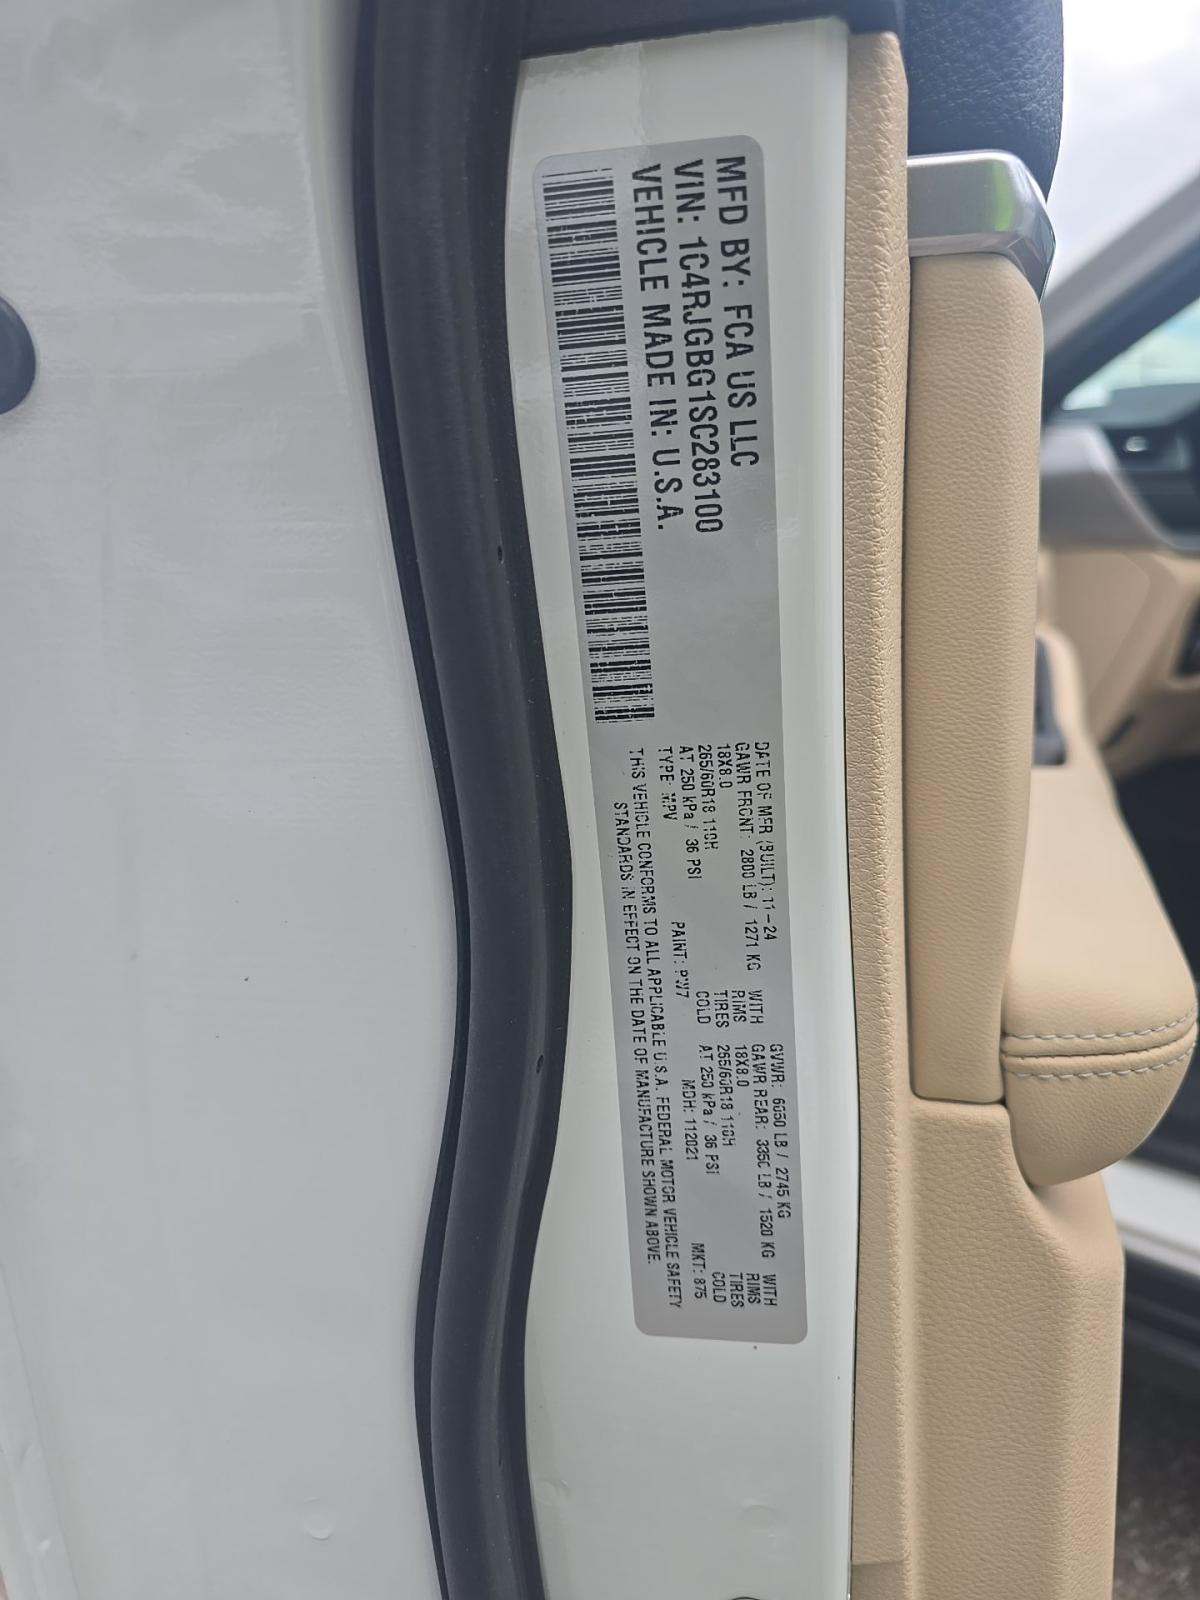 MFD BY: FCA US LLC
VIN: 1C4RJGBG1SC283100
VEHICLE MADE IN: U.S.A.
DATE OF MFR (BUILT): 11-24 GVWR: 6050 LB / 2745 KG
GAWR FRONT: 2800 LB / 1271 KG WITH GAWR REAR: 3350 LB / 1520 KG WITH
18X8.0 RIMS 18X8.0 RIMS
265/60R18 110H TIRES 265/60R18 110H TIRES
AT 250 kPa / 36 PSI COLD AT 250 kPa / 36 PSI COLD
TYPE: MPV PAINT: PW7 MDH: 112021 MKT: 875
THIS VEHICLE CONFORMS TO ALL APPLICABLE U.S.A. FEDERAL MOTOR VEHICLE SAFETY
STANDARDS IN EFFECT ON THE DATE OF MANUFACTURE SHOWN ABOVE.